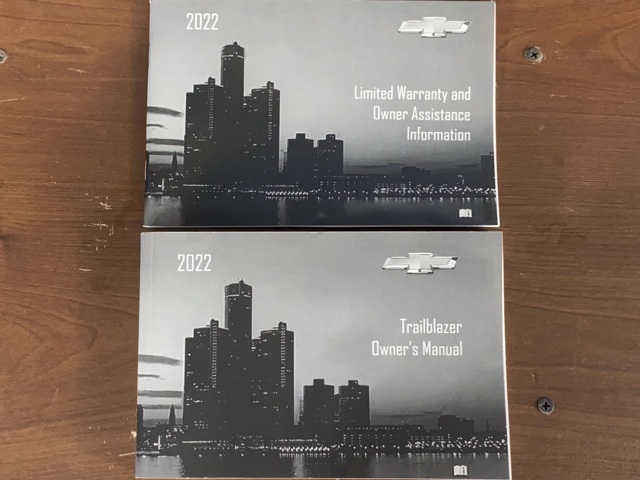 2022
Limited Warranty and
Owner Assistance
Information
2022
Trailblazer
Owner's Manual